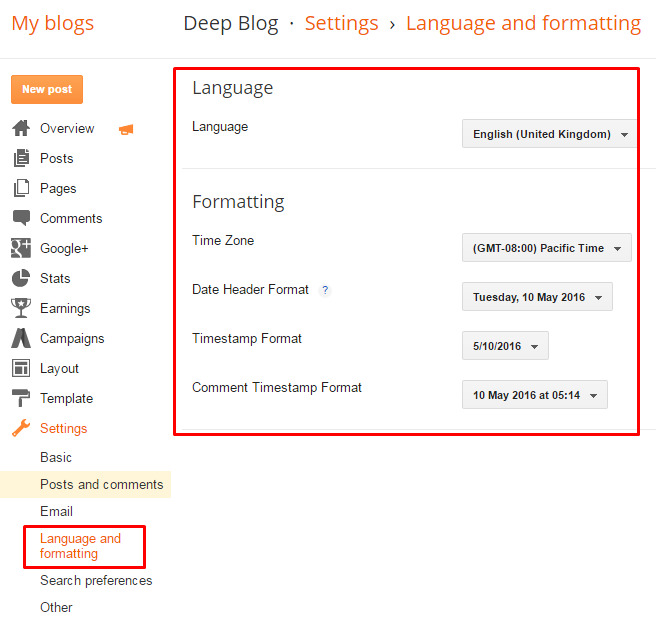 My blogs
Deep Blog · Settings › Language and formatting
New post
Overview
Posts
Pages
Comments
Google+
Stats
Earnings
Campaigns
Layout
Template
Settings
Basic
Posts and comments
Email
Language and
formatting
Search preferences
Other
Language
Language
English (United Kingdom)
Formatting
Time Zone
(GMT-08:00) Pacific Time
Date Header Format ?
Tuesday, 10 May 2016
Timestamp Format
5/10/2016
Comment Timestamp Format
10 May 2016 at 05:14